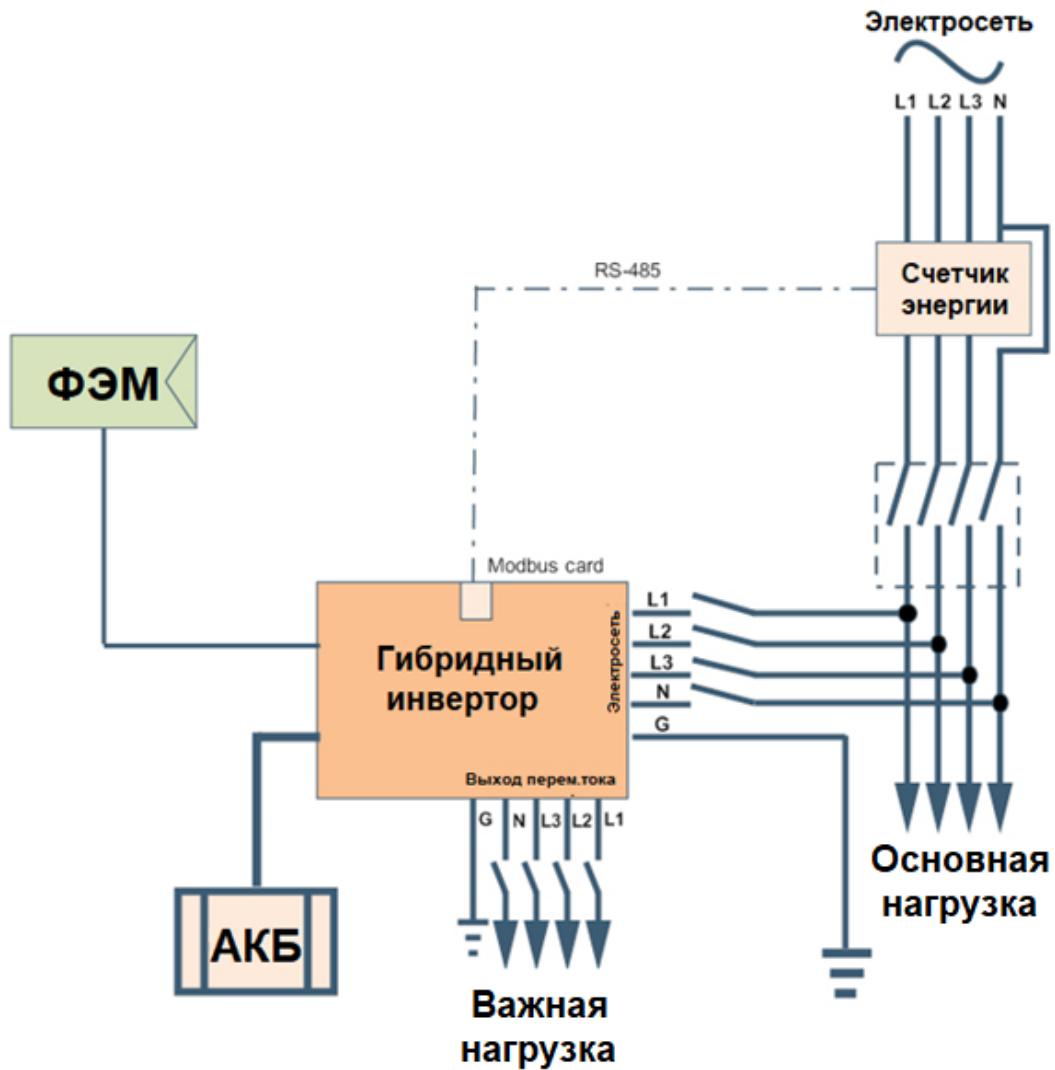 Электросеть
L1 L2 L3 N
Счетчик
энергии
RS-485
ФЭМ
Modbus card
Гибридный
инвертор
Электросеть
L1
L2
L3
N
G
Выход перем.тока
G N L3 L2 L1
Основная
нагрузка
АКБ
Важная
нагрузка